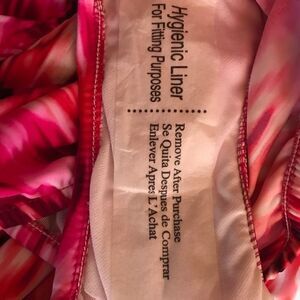 Hygienic Liner
For Fitting Purposes
Remove After Purchase
Se Quita Despues de Comprar
Enlever Apres L'Achat